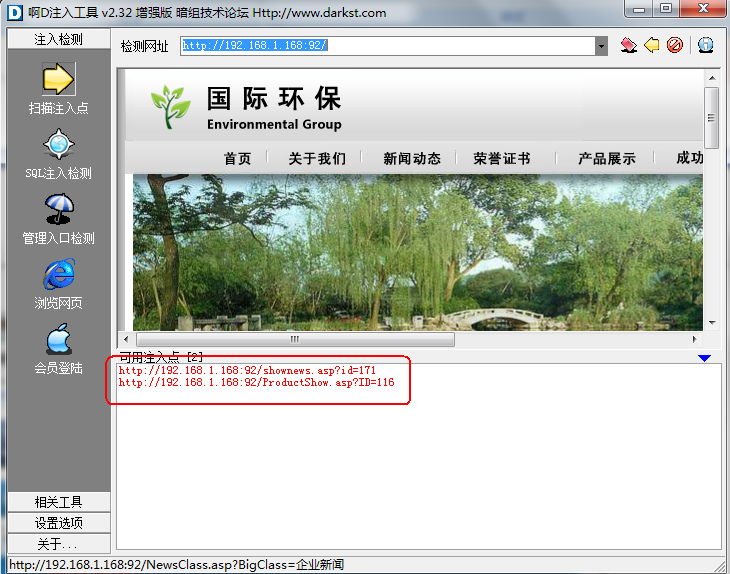 啊D注入工具 v2.32 增强版 暗组技术论坛 Http://www.darkst.com
注入检测
检测网址 http://192.168.1.168:92/
扫描注入点
SQL注入检测
管理入口检测
浏览网页
会员登陆
国际环保
Environmental Group
首页 关于我们 新闻动态 荣誉证书 产品展示 成功
可用注入点 [2]
http://192.168.1.168:92/shownews.asp?id=171
http://192.168.1.168:92/ProductShow.asp?ID=116
相关工具
设置选项
关于...
http://192.168.1.168:92/NewsClass.asp?BigClass=企业新闻